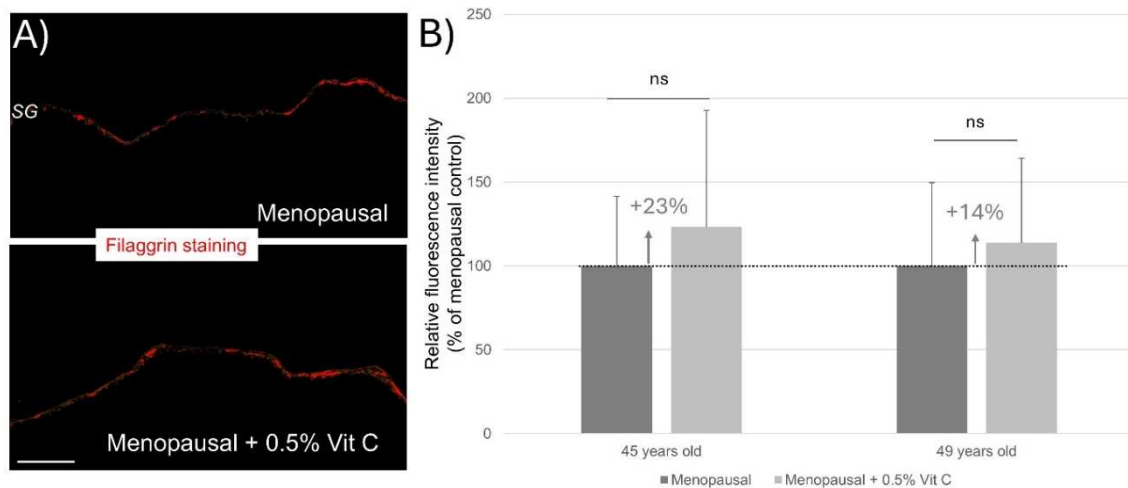 A)
SG
Menopausal
Filaggrin staining
Menopausal + 0.5% Vit C
B)
Relative fluorescence intensity
(% of menopausal control)
250
200
150
100
50
0
ns
+23%
ns
+14%
45 years old
49 years old
Menopausal
Menopausal + 0.5% Vit C